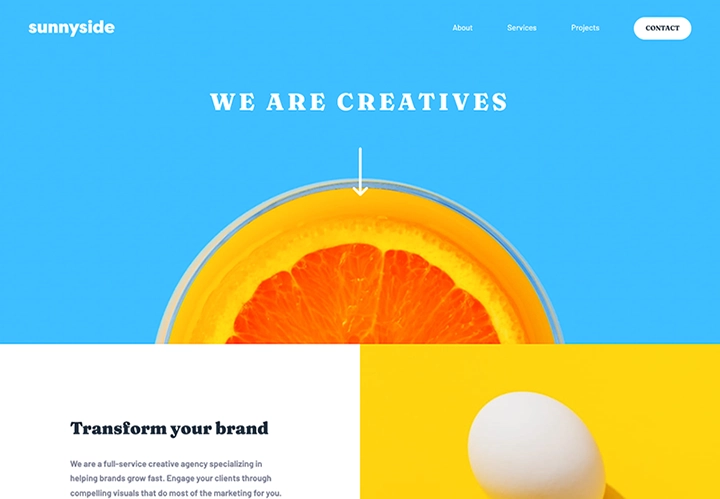 sunnyside
About Services Projects CONTACT
WE ARE CREATIVES
Transform your brand
We are a full-service creative agency specializing in
helping brands grow fast. Engage your clients through
compelling visuals that do most of the marketing for you.